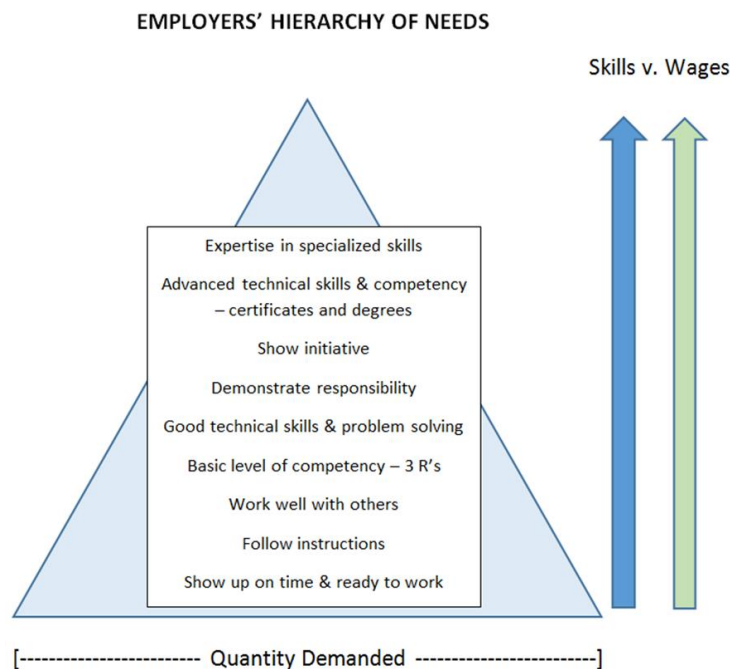 EMPLOYERS’ HIERARCHY OF NEEDS
Skills v. Wages
Expertise in specialized skills
Advanced technical skills & competency
– certificates and degrees
Show initiative
Demonstrate responsibility
Good technical skills & problem solving
Basic level of competency – 3 R’s
Work well with others
Follow instructions
Show up on time & ready to work
[------------------------ Quantity Demanded ------------------------]